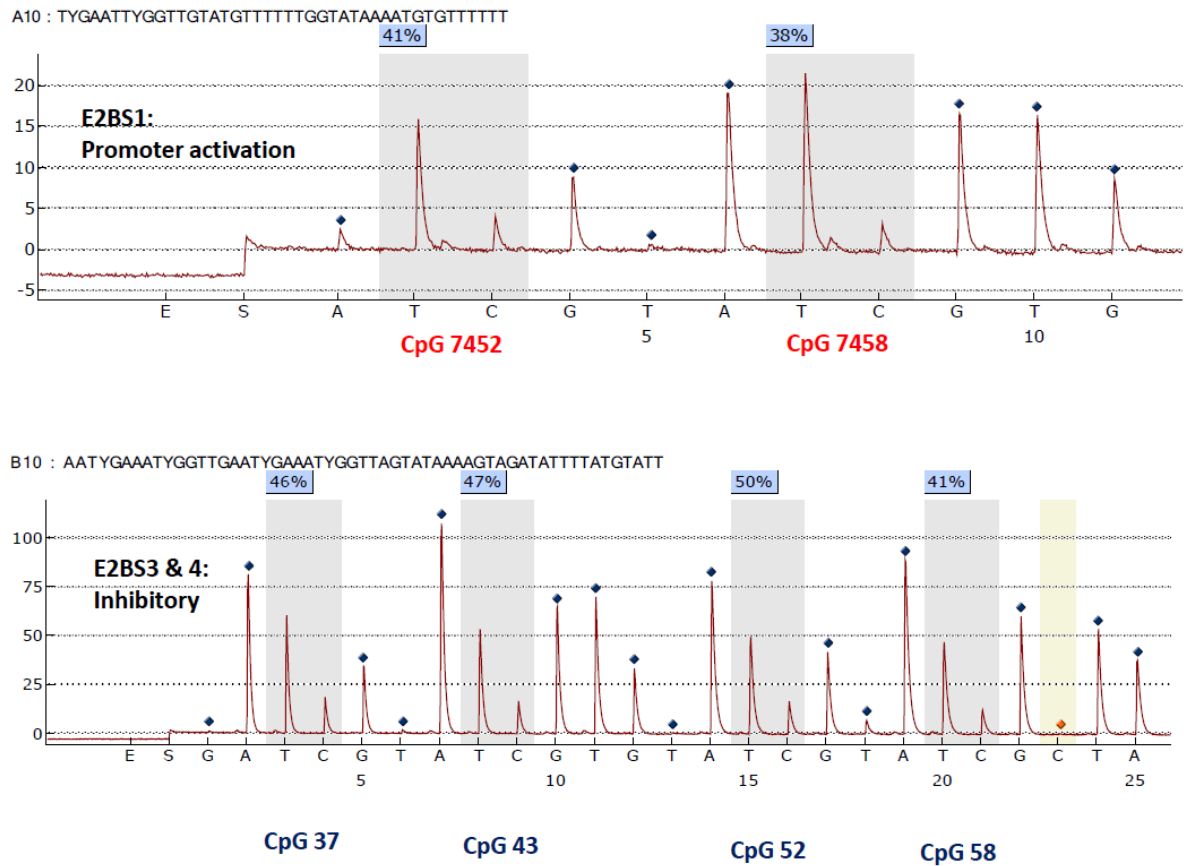 A10 : TYGAATTYGGTTGTATGTTTTTTGGTATAAAATGTGTTTTTT
41%
38%
20
15
10
5
0
-5
E2BS1:
Promoter activation
E S A T C G T A T C G T G
5 10
CpG 7452
CpG 7458
B10 : AATYGAAATYGGTTGAATYGAAATYGGTTAGTATAAAAGTAGATATTTTATGTATT
46%
47%
50%
41%
100
75
50
25
0
E2BS3 & 4:
Inhibitory
E S G A T C G T A T C G T G T A T C G T A T C G C T A
5 10 15 20 25
CpG 37
CpG 43
CpG 52
CpG 58